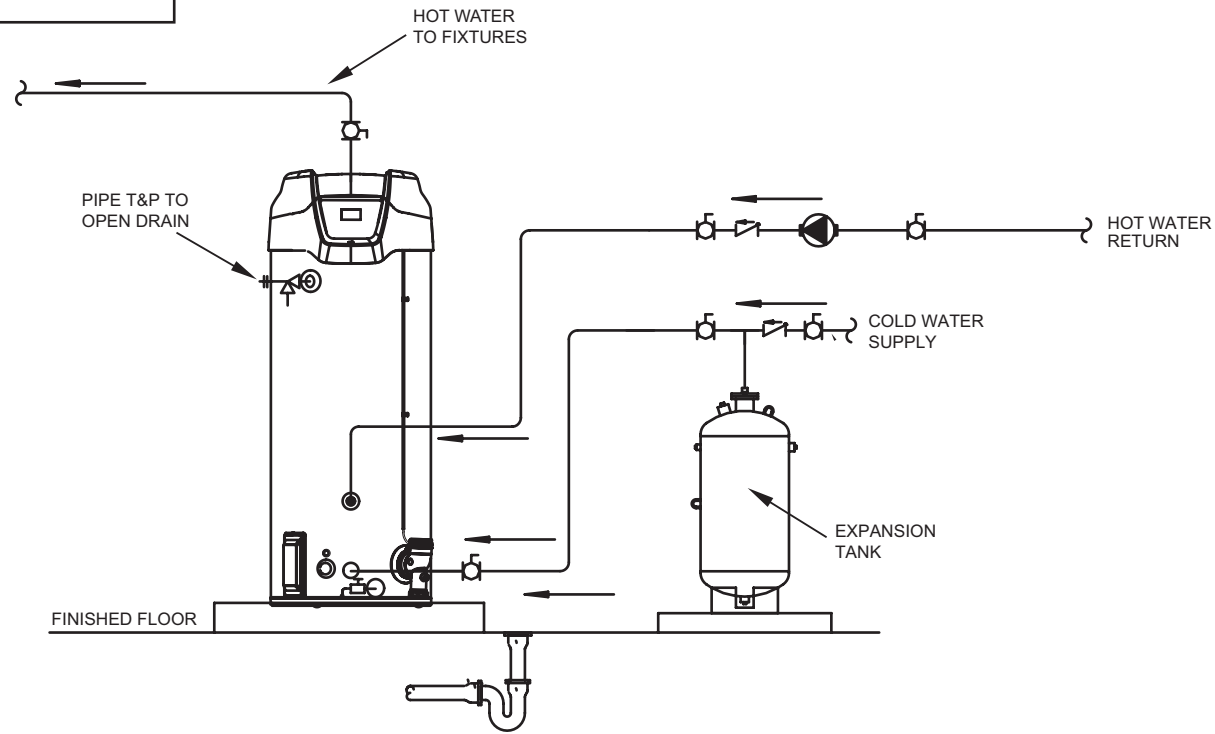 HOT WATER
TO FIXTURES
PIPE T&P TO
OPEN DRAIN
HOT WATER
RETURN
COLD WATER
SUPPLY
EXPANSION
TANK
FINISHED FLOOR